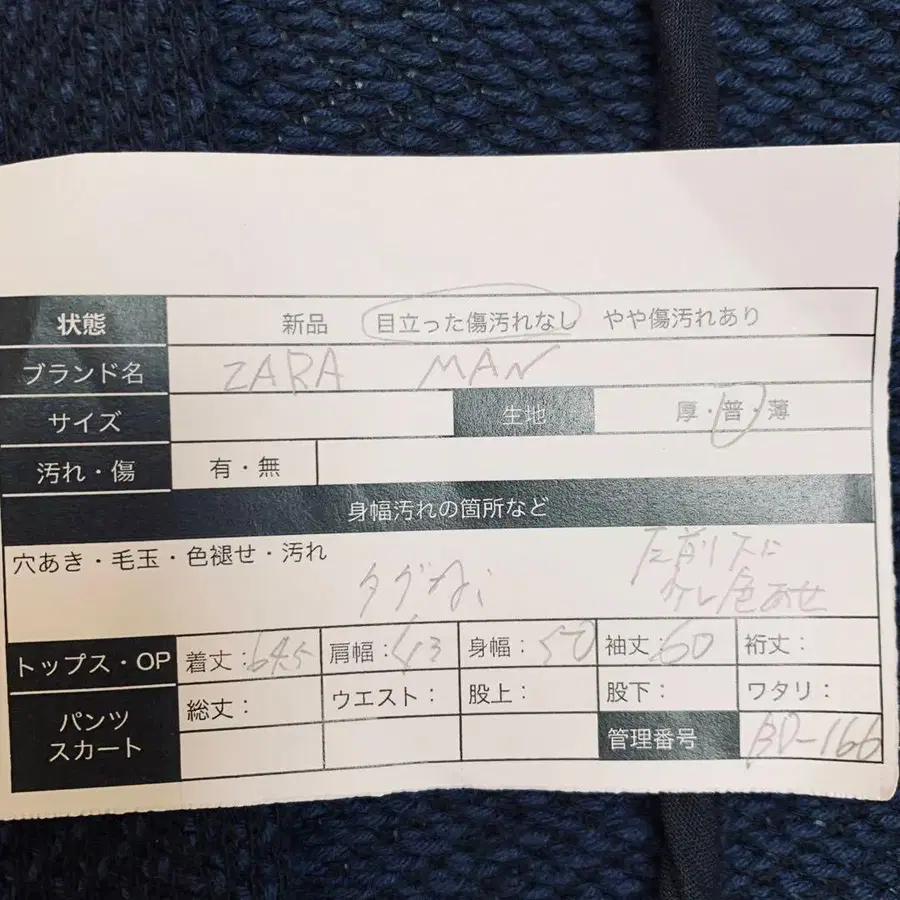 状態 新品 目立った傷汚れなし やや傷汚れあり
ブランド名 ZARA MAN
サイズ 生地 厚・普・薄
汚れ・傷 有・無
身幅汚れの箇所など
穴あき・毛玉・色褪せ・汚れ
タグなし
左前下に
色あせ
トップス・OP 着丈：64.5 肩幅：43 身幅：50 袖丈：60 裄丈：
パンツ スカート 総丈： ウエスト： 股上： 股下： ワタリ：
管理番号 BD-166